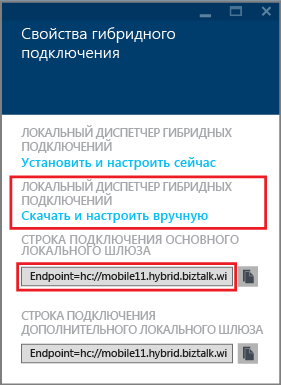 Свойства гибридного
подключения
ЛОКАЛЬНЫЙ ДИСПЕТЧЕР ГИБРИДНЫХ
ПОДКЛЮЧЕНИЙ
Установить и настроить сейчас
ЛОКАЛЬНЫЙ ДИСПЕТЧЕР ГИБРИДНЫХ
ПОДКЛЮЧЕНИЙ
Скачать и настроить вручную
СТРОКА ПОДКЛЮЧЕНИЯ ОСНОВНОГО
ЛОКАЛЬНОГО ШЛЮЗА
Endpoint=hc://mobile11.hybrid.biztalk.wi
СТРОКА ПОДКЛЮЧЕНИЯ
ДОПОЛНИТЕЛЬНОГО ЛОКАЛЬНОГО ШЛЮЗА
Endpoint=hc://mobile11.hybrid.biztalk.wi